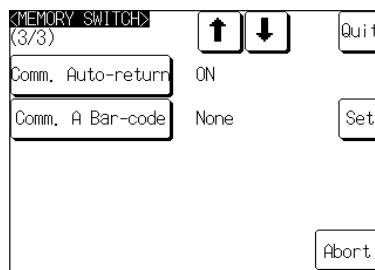 <MEMORY SWITCH>
(3/3)
Quit
Comm. Auto-return ON
Comm. A Bar-code None
Set
Abort